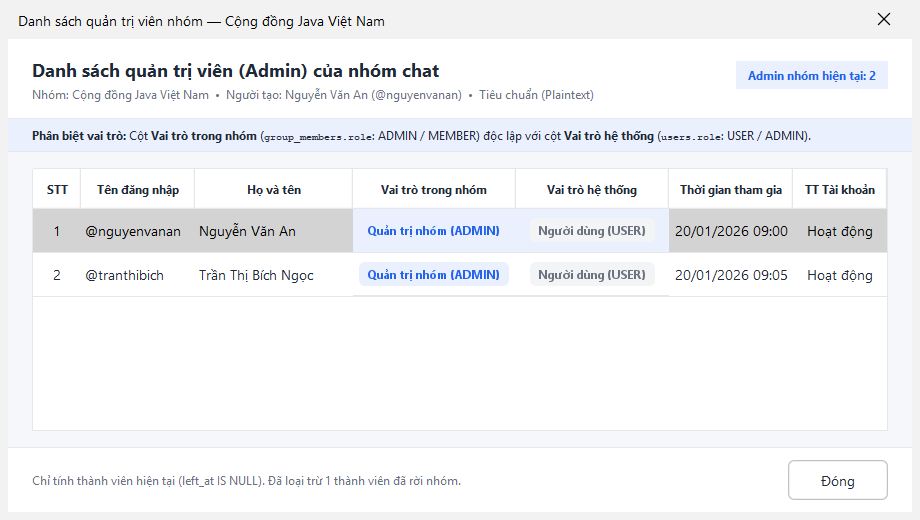 Danh sách quản trị viên nhóm — Cộng đồng Java Việt Nam
Danh sách quản trị viên (Admin) của nhóm chat
Nhóm: Cộng đồng Java Việt Nam • Người tạo: Nguyễn Văn An (@nguyenvanan) • Tiêu chuẩn (Plaintext)
Admin nhóm hiện tại: 2
Phân biệt vai trò: Cột Vai trò trong nhóm (group_members.role: ADMIN / MEMBER) độc lập với cột Vai trò hệ thống (users.role: USER / ADMIN).
STT Tên đăng nhập Họ và tên Vai trò trong nhóm Vai trò hệ thống Thời gian tham gia TT Tài khoản
1 @nguyenvanan Nguyễn Văn An Quản trị nhóm (ADMIN) Người dùng (USER) 20/01/2026 09:00 Hoạt động
2 @tranthibich Trần Thị Bích Ngọc Quản trị nhóm (ADMIN) Người dùng (USER) 20/01/2026 09:05 Hoạt động
Chỉ tính thành viên hiện tại (left_at IS NULL). Đã loại trừ 1 thành viên đã rời nhóm.
Đóng